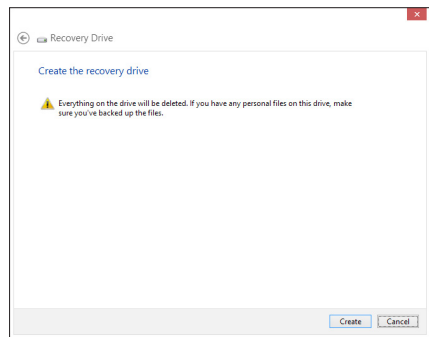 Recovery Drive
Create the recovery drive
Everything on the drive will be deleted. If you have any personal files on this drive, make
sure you've backed up the files.
Create Cancel